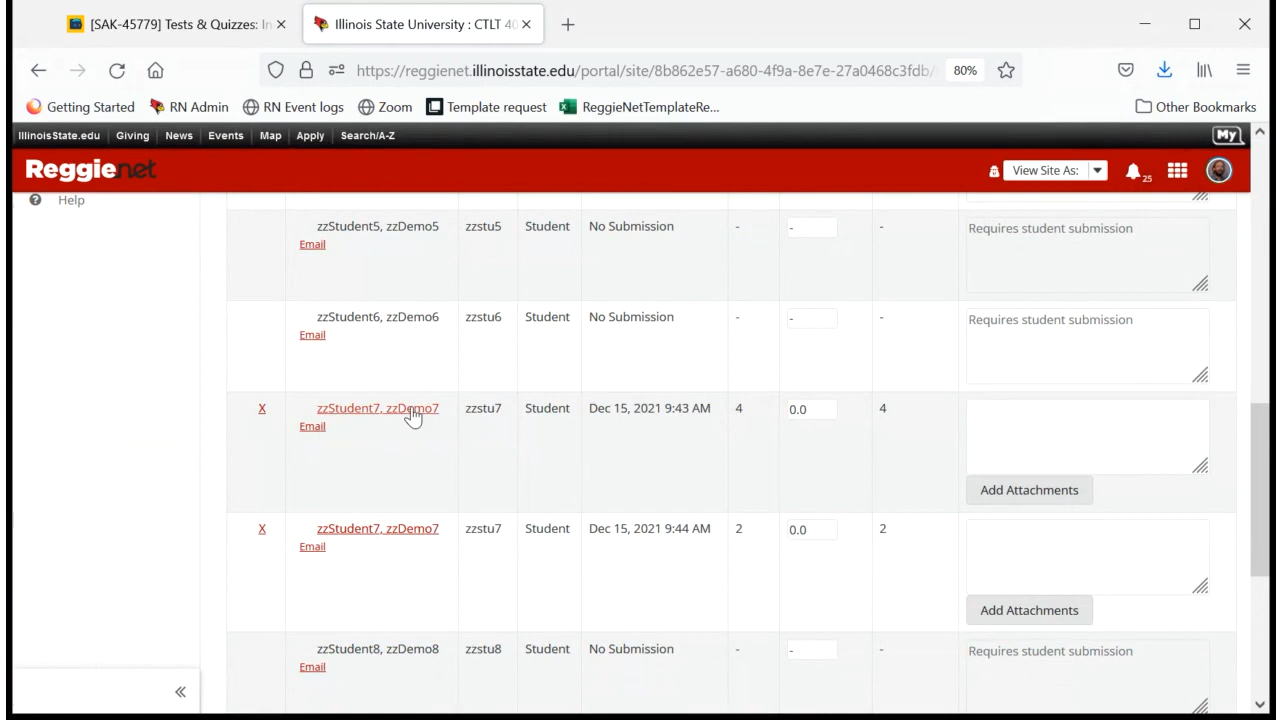 [SAK-45779] Tests & Quizzes: In
Illinois State University : CTLT 40
https://reggienet.illinoisstate.edu/portal/site/8b862e57-a680-4f9a-8e7e-27a0468c3fdb/
80%
Getting Started
RN Admin
RN Event logs
Zoom
Template request
ReggieNetTemplateRe...
Other Bookmarks
IllinoisState.edu
Giving
News
Events
Map
Apply
Search/A-Z
My
Reggienet
View Site As:
25
Help
zzStudent5, zzDemo5 zzstu5 Student No Submission - - -
Requires student submission
Email
zzStudent6, zzDemo6 zzstu6 Student No Submission - - -
Requires student submission
Email
X zzStudent7, zzDemo7 zzstu7 Student Dec 15, 2021 9:43 AM 4 0.0 4
Email
Add Attachments
X zzStudent7, zzDemo7 zzstu7 Student Dec 15, 2021 9:44 AM 2 0.0 2
Email
Add Attachments
zzStudent8, zzDemo8 zzstu8 Student No Submission - - -
Requires student submission
Email